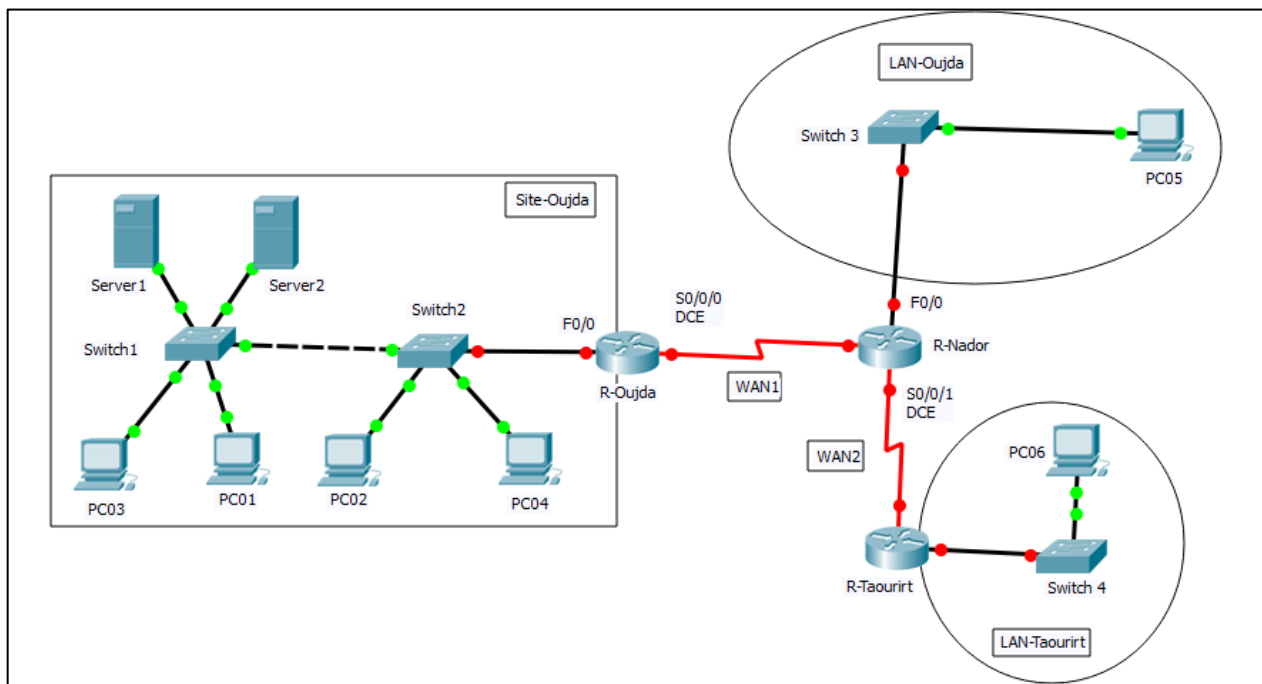 LAN-Oujda
Switch 3
PC05
Site-Oujda
Server1
Server2
Switch2
Switch1
F0/0
S0/0/0
DCE
R-Oujda
WAN1
F0/0
R-Nador
S0/0/1
DCE
WAN2
PC03
PC01
PC02
PC04
PC06
R-Taourirt
Switch 4
LAN-Taourirt